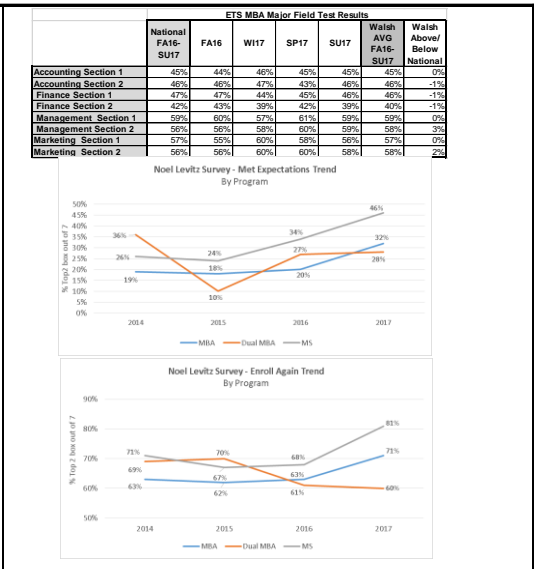 ETS MBA Major Field Test Results
National FA16- SU17 FA16 WI17 SP17 SU17 Walsh AVG FA16- SU17 Walsh Above/ Below National
Accounting Section 1 45% 44% 46% 45% 45% 45% 0%
Accounting Section 2 46% 46% 47% 43% 46% 46% -1%
Finance Section 1 47% 47% 44% 45% 46% 46% -1%
Finance Section 2 42% 43% 39% 42% 39% 40% -1%
Management Section 1 59% 60% 57% 61% 59% 59% 0%
Management Section 2 56% 56% 58% 60% 59% 58% 3%
Marketing Section 1 57% 55% 60% 58% 56% 57% 0%
Marketing Section 2 56% 56% 60% 60% 58% 58% 2%
Noel Levitz Survey - Met Expectations Trend
By Program
% Top2 box out of 7
50%
45%
40%
35%
30%
25%
20%
15%
10%
5%
0%
36%
26%
19%
24%
18%
10%
34%
27%
20%
46%
32%
28%
2014 2015 2016 2017
MBA Dual MBA MS
Noel Levitz Survey - Enroll Again Trend
By Program
% Top 2 box out of 7
90%
80%
70%
60%
50%
71%
69%
63%
70%
67%
62%
68%
63%
61%
81%
71%
60%
2014 2015 2016 2017
MBA Dual MBA MS